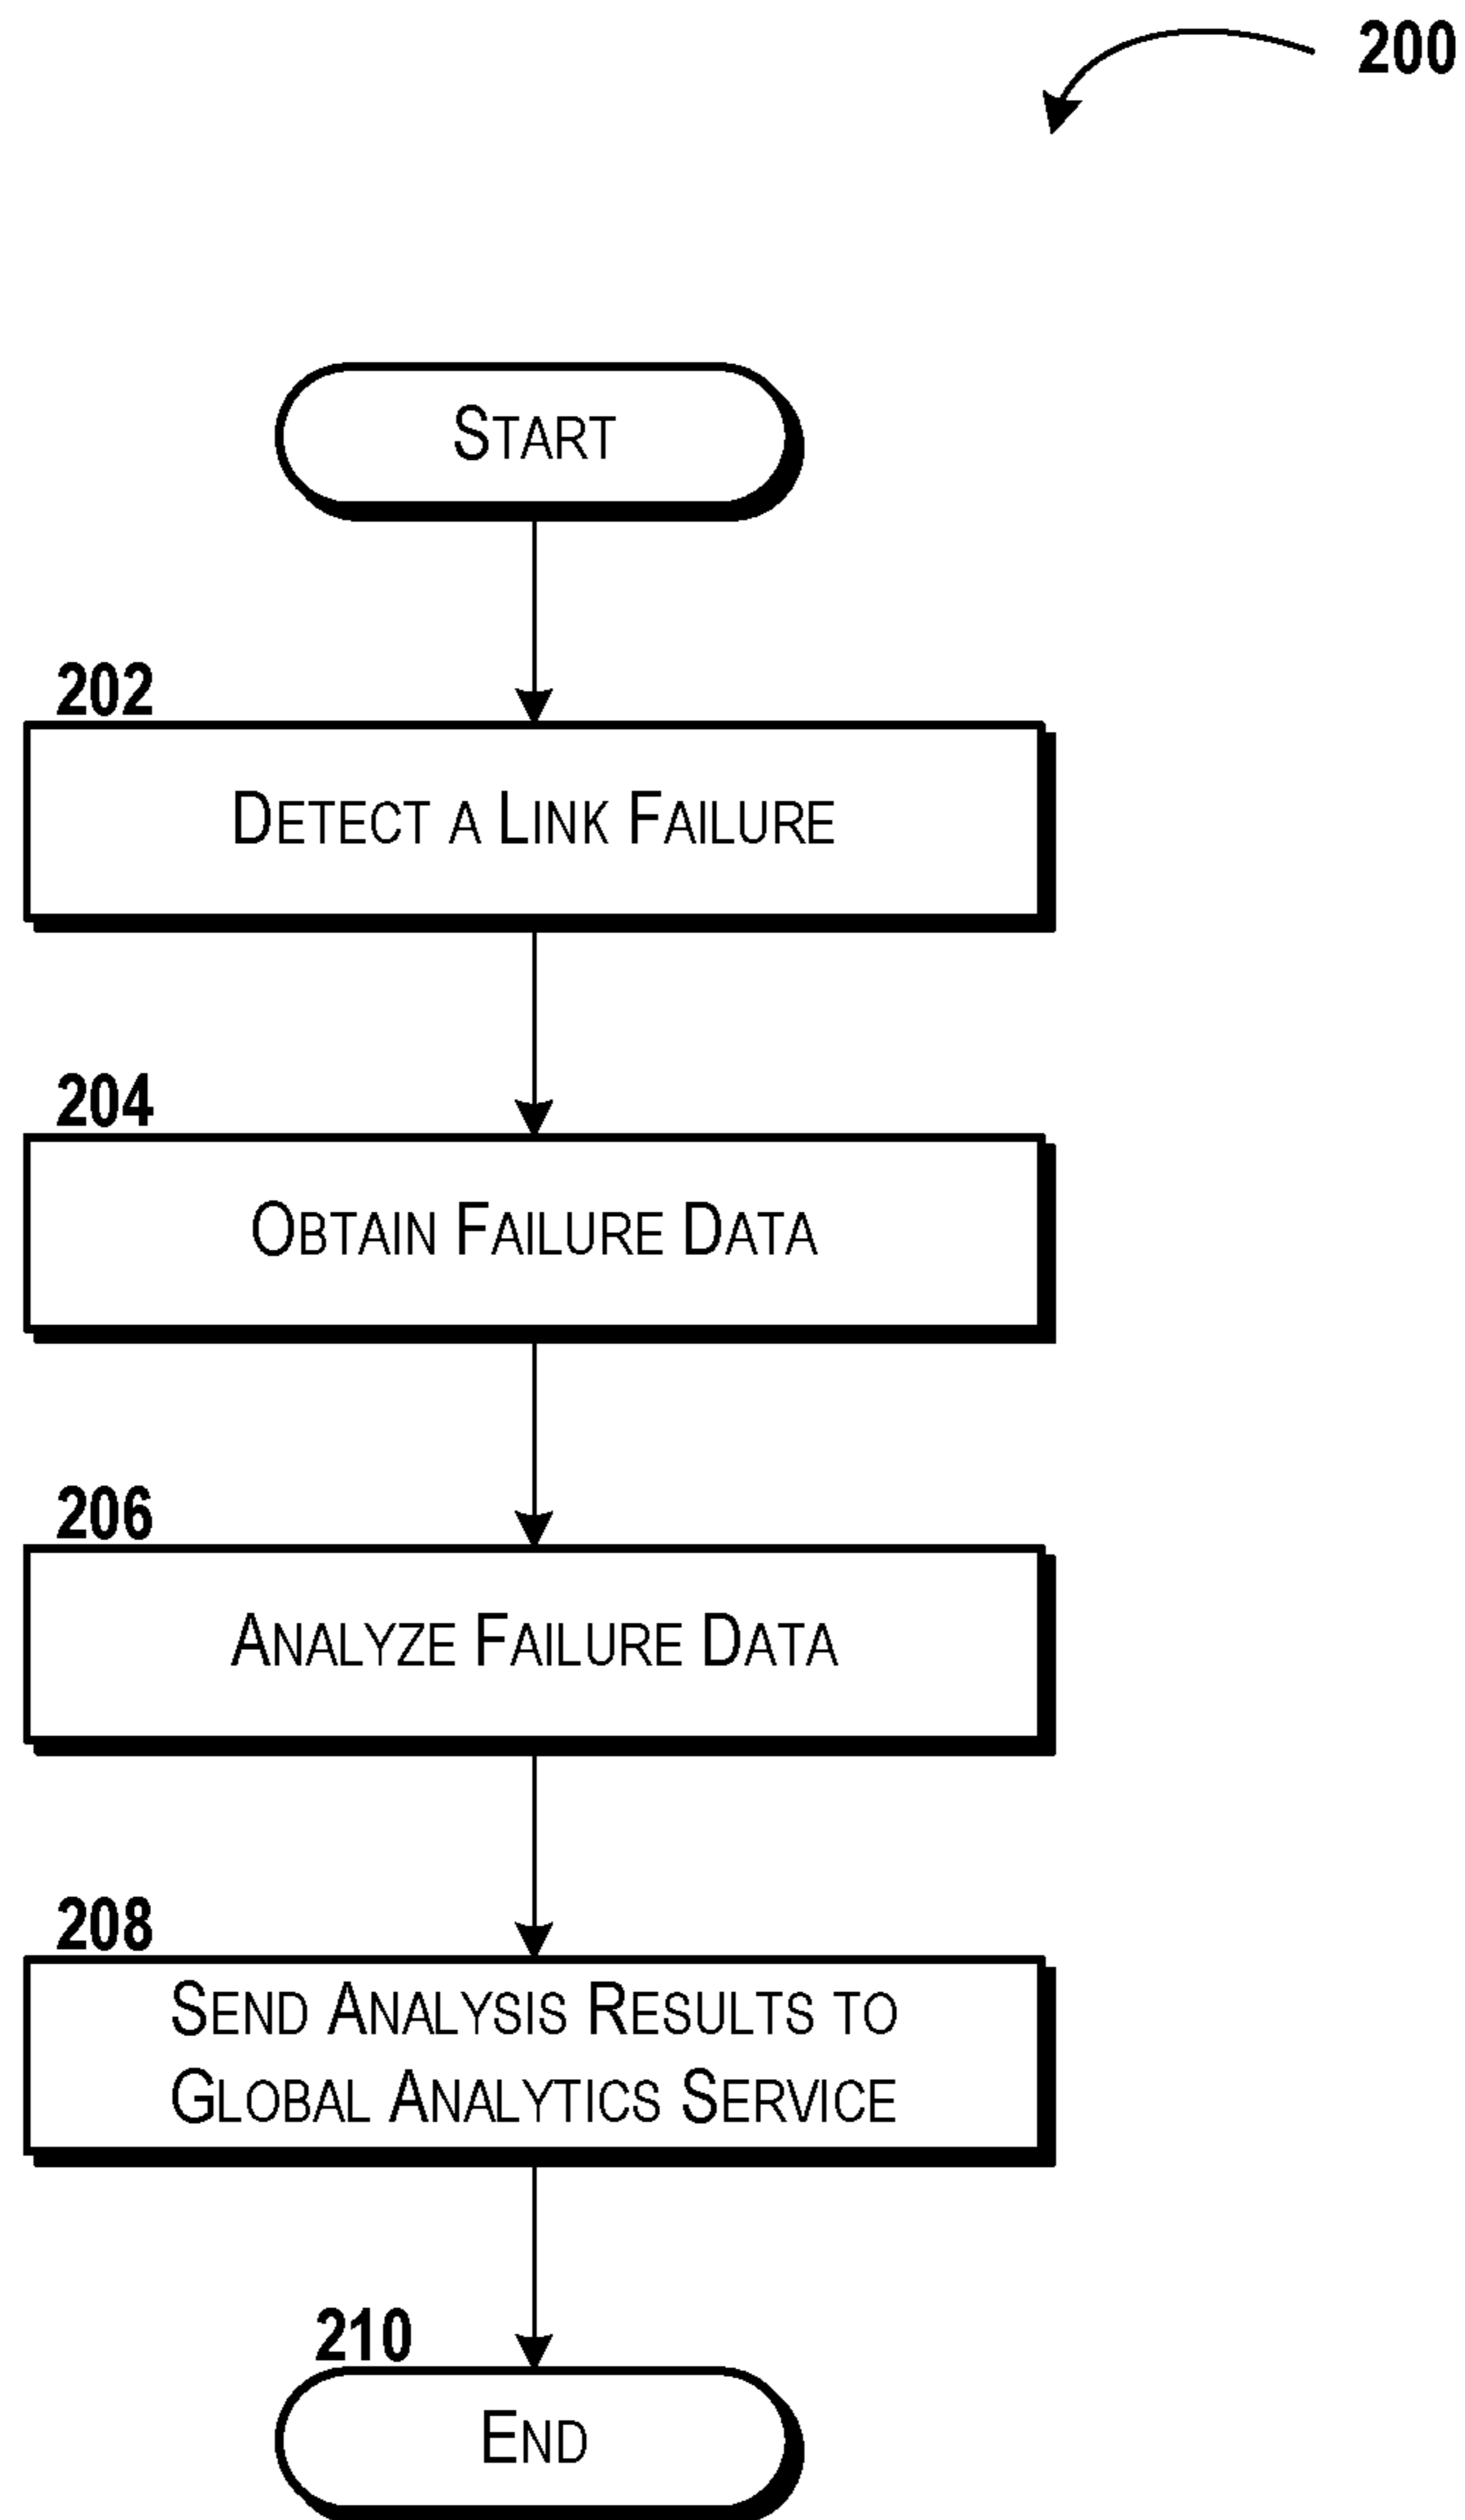 200
START
202
DETECT A LINK FAILURE
204
OBTAIN FAILURE DATA
206
ANALYZE FAILURE DATA
208
SEND ANALYSIS RESULTS TO
GLOBAL ANALYTICS SERVICE
210
END